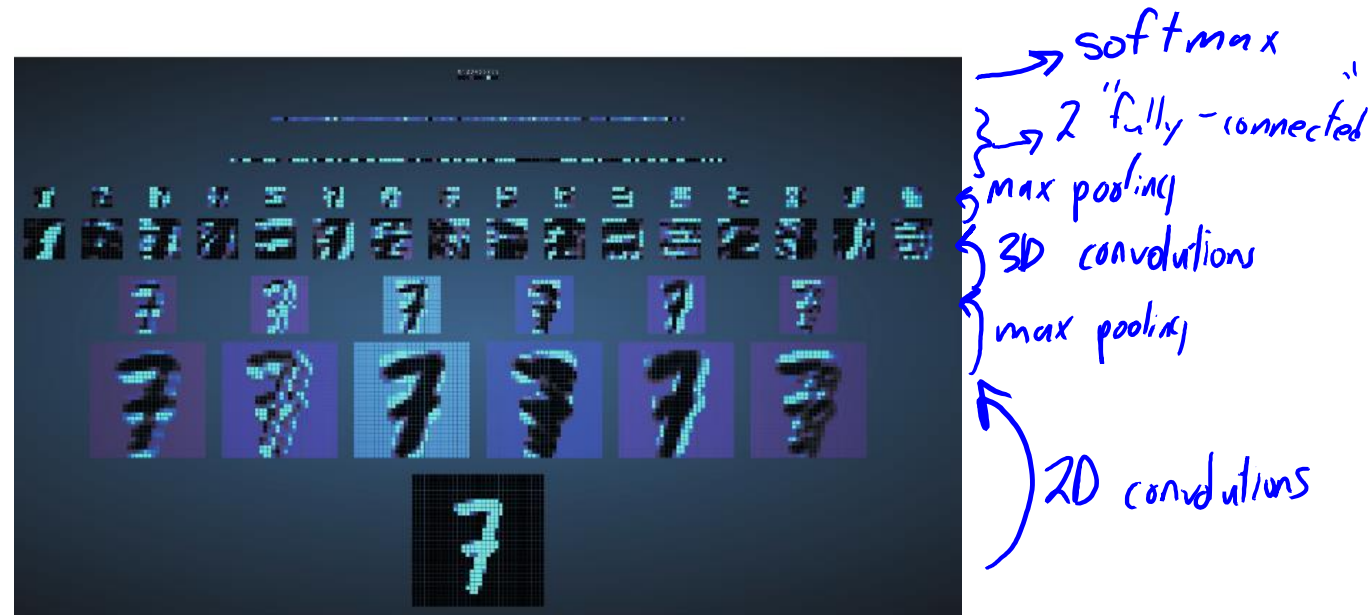 softmax
2 "fully-connected"
max pooling
3D convolutions
max pooling
2D convolutions